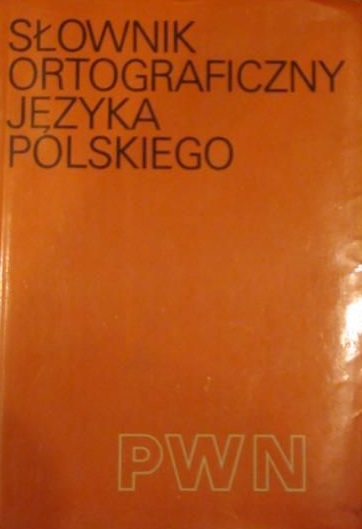 SŁOWNIK
ORTOGRAFICZNY
JĘZYKA
POLSKIEGO
PWN